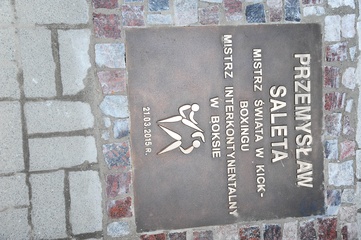 PRZEMYSŁAW
SALETA
MISTRZ ŚWIATA W KICK-
BOXINGU
MISTRZ INTERKONTYNENTALNY
W BOKSIE
21.03.2015 R.